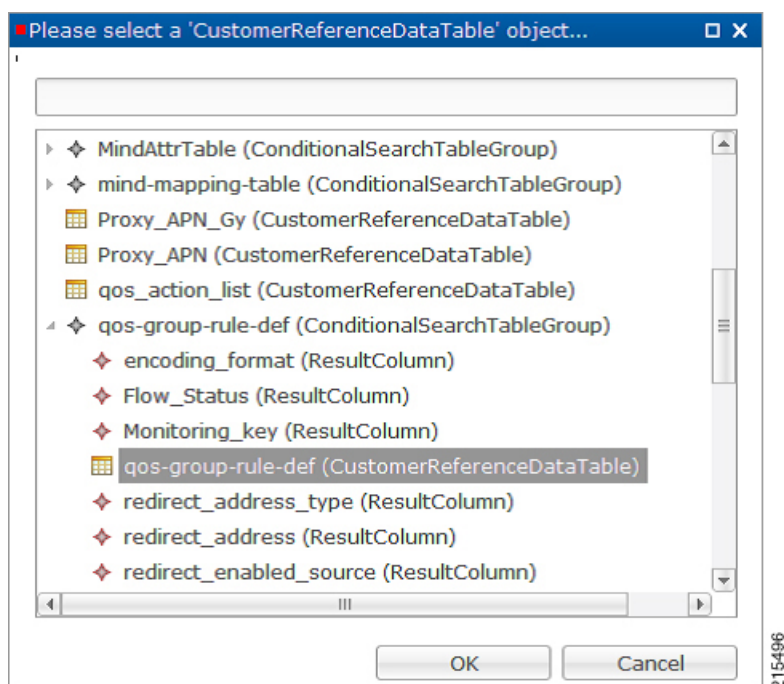 Please select a 'CustomerReferenceDataTable' object...
MindAttrTable (ConditionalSearchTableGroup)
mind-mapping-table (ConditionalSearchTableGroup)
Proxy_APN_Gy (CustomerReferenceDataTable)
Proxy_APN (CustomerReferenceDataTable)
qos_action_list (CustomerReferenceDataTable)
qos-group-rule-def (ConditionalSearchTableGroup)
encoding_format (ResultColumn)
Flow_Status (ResultColumn)
Monitoring_key (ResultColumn)
qos-group-rule-def (CustomerReferenceDataTable)
redirect_address_type (ResultColumn)
redirect_address (ResultColumn)
redirect_enabled_source (ResultColumn)
OK Cancel
215496